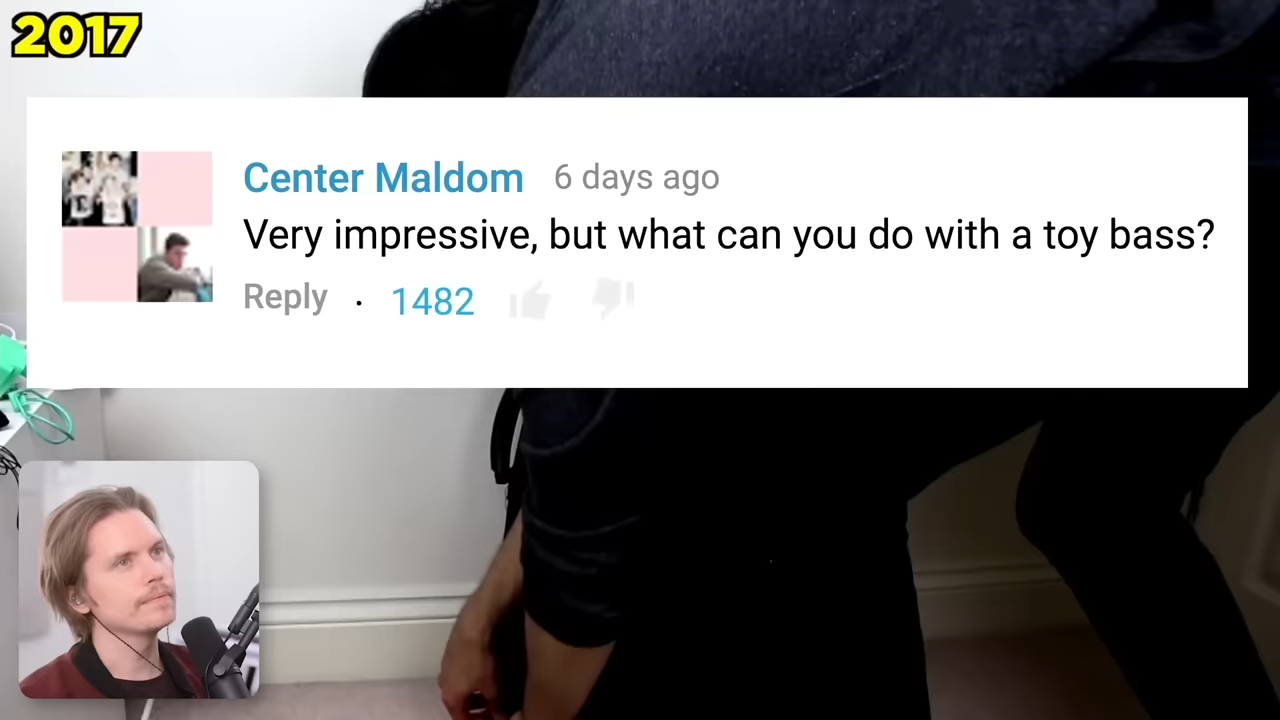 2017
Center Maldom 6 days ago
Very impressive, but what can you do with a toy bass?
Reply · 1482